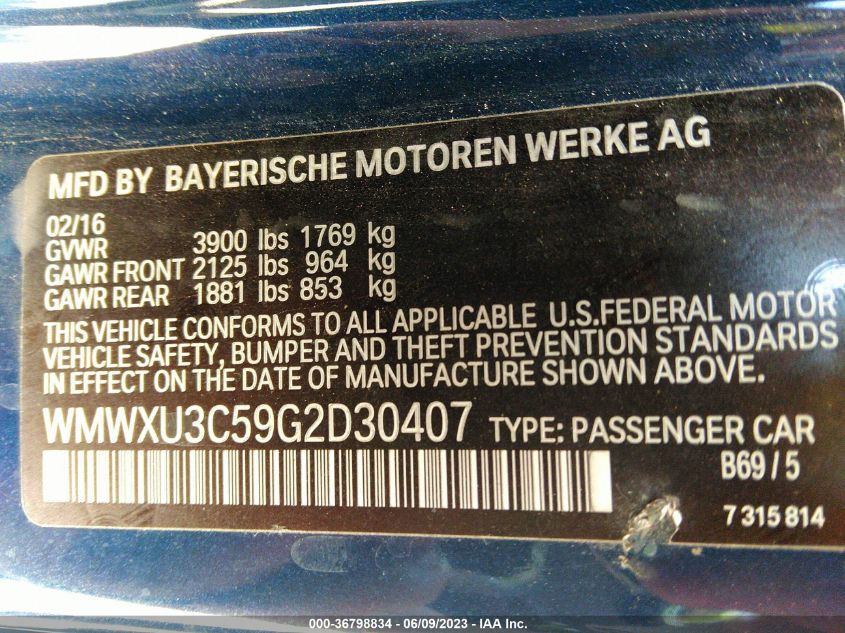 MFD BY BAYERISCHE MOTOREN WERKE AG
02/16
GVWR 3900 lbs 1769 kg
GAWR FRONT 2125 lbs 964 kg
GAWR REAR 1881 lbs 853 kg
THIS VEHICLE CONFORMS TO ALL APPLICABLE U.S.FEDERAL MOTOR
VEHICLE SAFETY, BUMPER AND THEFT PREVENTION STANDARDS
IN EFFECT ON THE DATE OF MANUFACTURE SHOWN ABOVE.
WMWXU3C59G2D30407 TYPE: PASSENGER CAR
B69/5
7 315 814
000-36798834 - 06/09/2023 - IAA Inc.